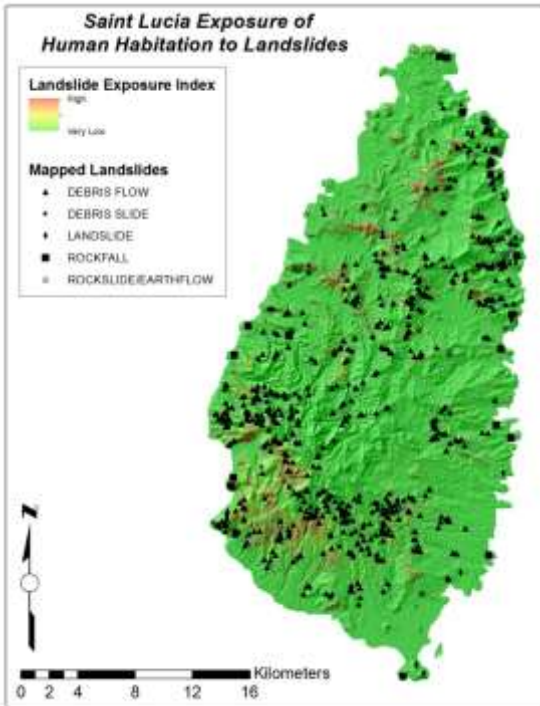 Saint Lucia Exposure of
Human Habitation to Landslides
Landslide Exposure Index
High
Very Low
Mapped Landslides
DEBRIS FLOW
DEBRIS SLIDE
LANDSLIDE
ROCKFALL
ROCKSLIDE/EARTHFLOW
N
Kilometers
0 2 4 8 12 16